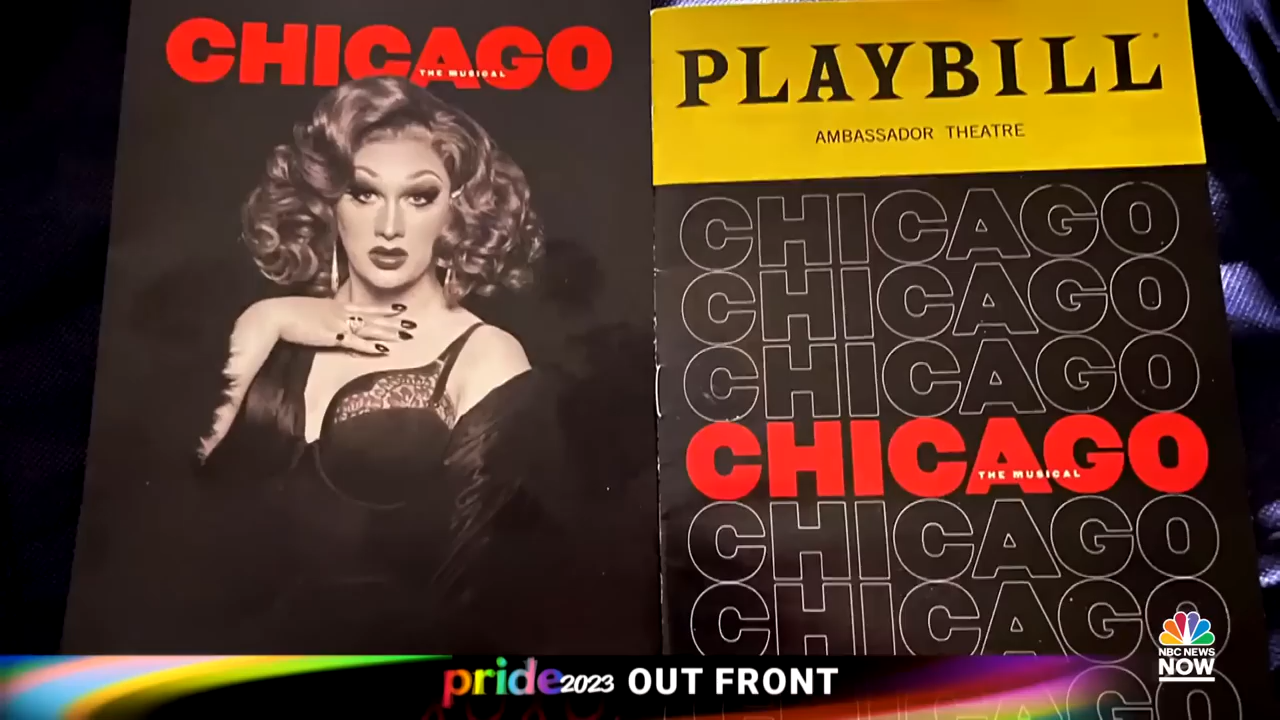 CHICAGO
THE MUSICAL
PLAYBILL
AMBASSADOR THEATRE
CHICAGO
CHICAGO
CHICAGO
CHICAGO
THE MUSICAL
CHICAGO
CHICAGO
CHICAGO
NBC NEWS
NOW
pride2023 OUT FRONT